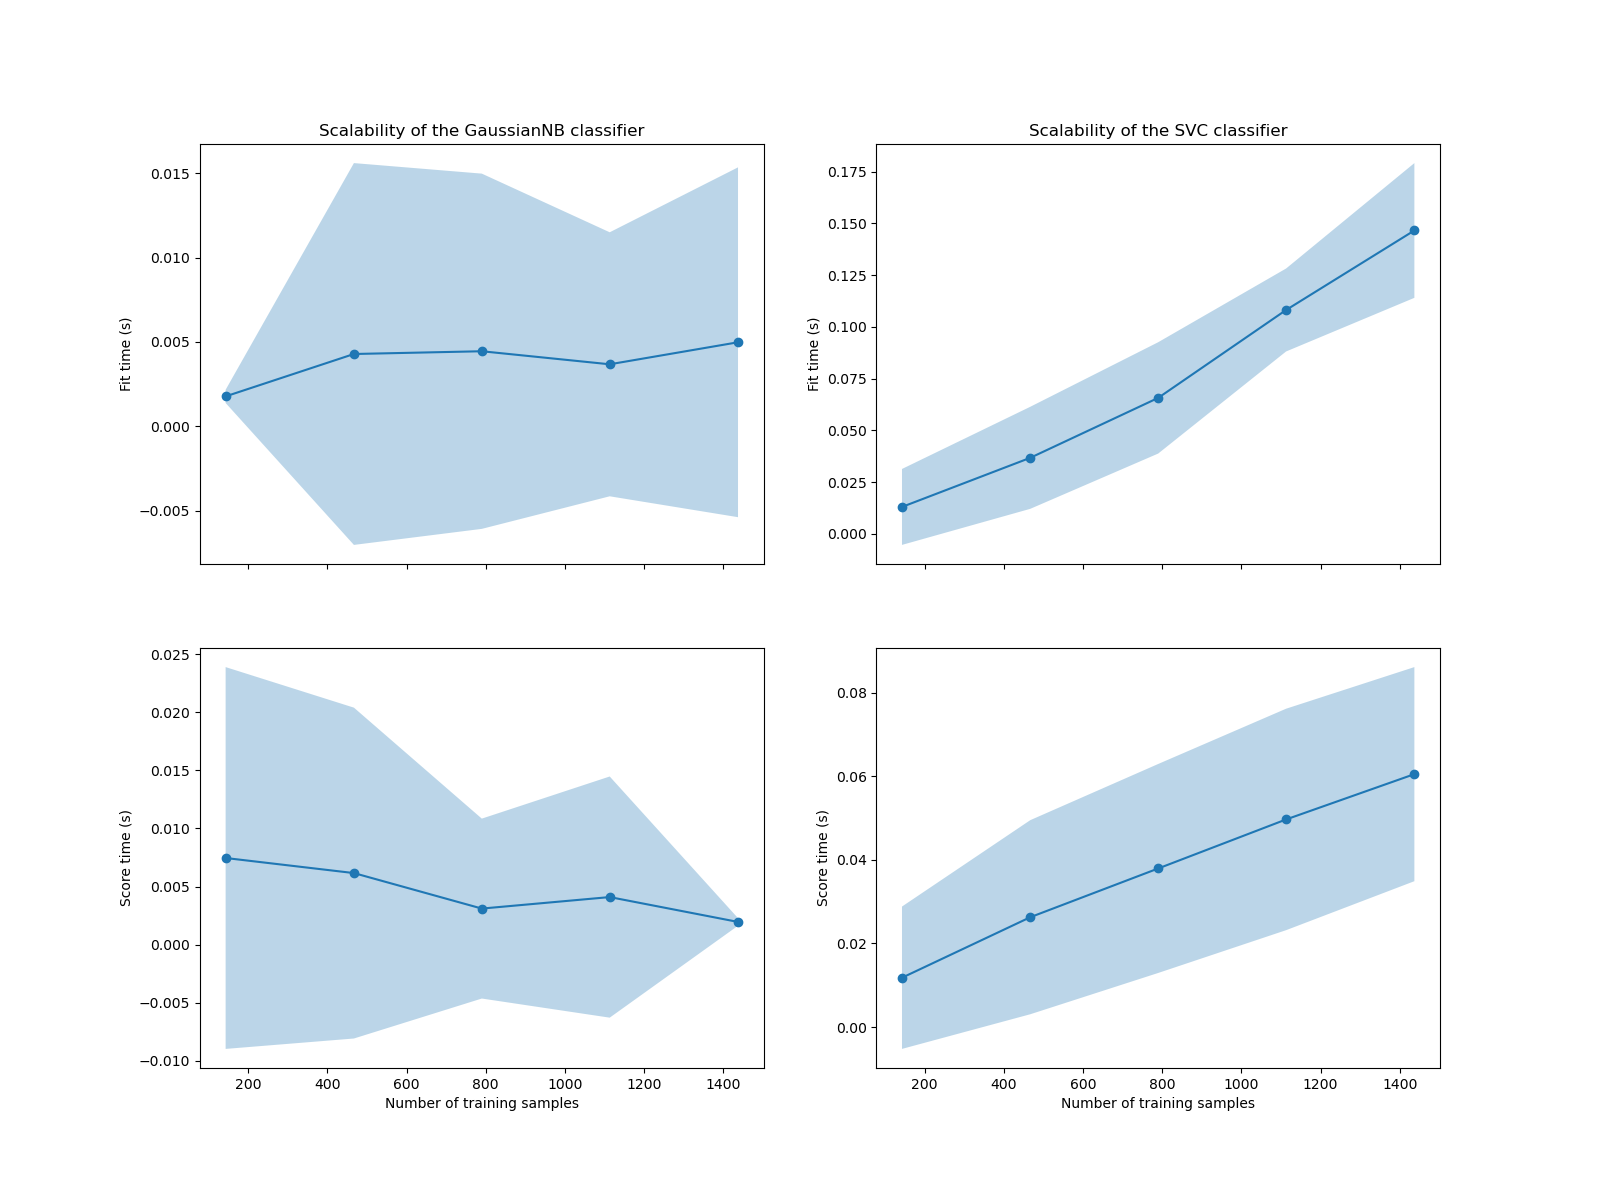 Scalability of the GaussianNB classifier
Scalability of the SVC classifier
0.015
0.010
0.005
0.000
−0.005
Fit time (s)
0.175
0.150
0.125
0.100
0.075
0.050
0.025
0.000
Fit time (s)
0.025
0.020
0.015
0.010
0.005
0.000
−0.005
−0.010
Score time (s)
200 400 600 800 1000 1200 1400
Number of training samples
0.08
0.06
0.04
0.02
0.00
Score time (s)
200 400 600 800 1000 1200 1400
Number of training samples